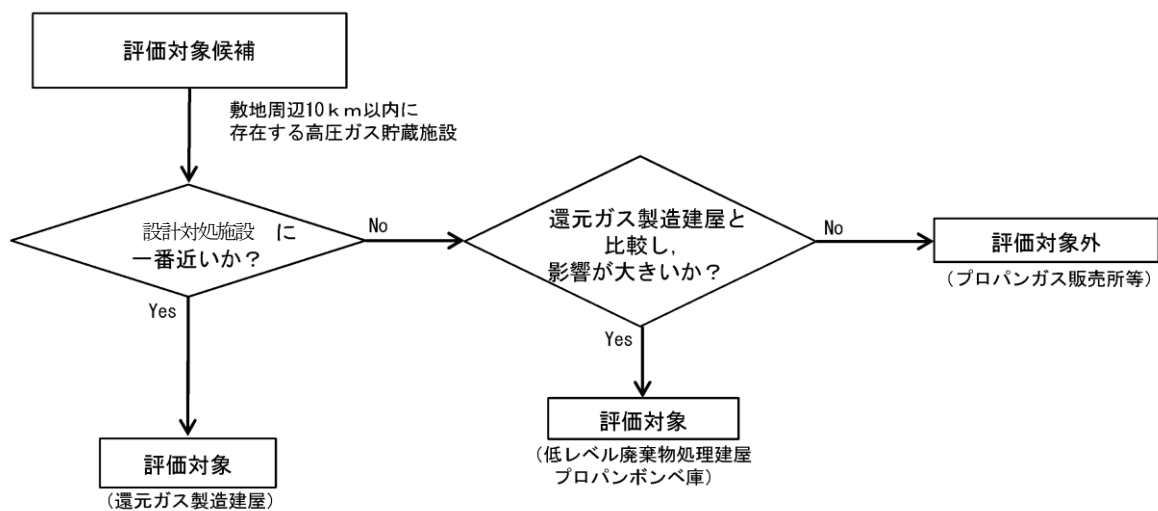 評価対象候補
敷地周辺10ｋｍ以内に
存在する高圧ガス貯蔵施設
設計対処施設 に
一番近いか？
No
Yes
還元ガス製造建屋と
比較し，
影響が大きいか？
No
Yes
評価対象外
（プロパンガス販売所等）
評価対象
（低レベル廃棄物処理建屋
プロパンボンベ庫）
評価対象
（還元ガス製造建屋）